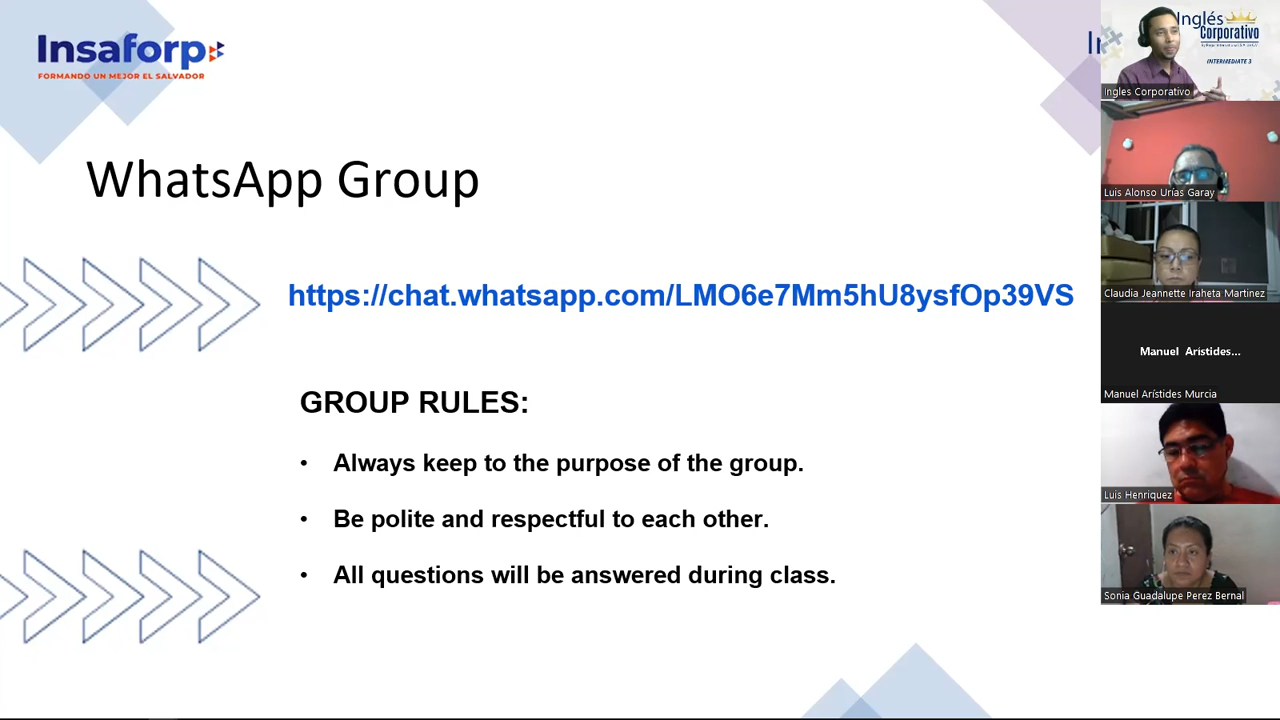 Insaforp
FORMANDO UN MEJOR EL SALVADOR
WhatsApp Group
https://chat.whatsapp.com/LMO6e7Mm5hU8ysfOp39VS
GROUP RULES:
• Always keep to the purpose of the group.
• Be polite and respectful to each other.
• All questions will be answered during class.
Inglés
Corporativo
INTERMEDIATE 3
Ingles Corporativo
Luis Alonso Urías Garay
Claudia Jeannette Iraheta Martinez
Manuel Aristides...
Manuel Arístides Murcia
Luís Henriquez
Sonia Guadalupe Perez Bernal